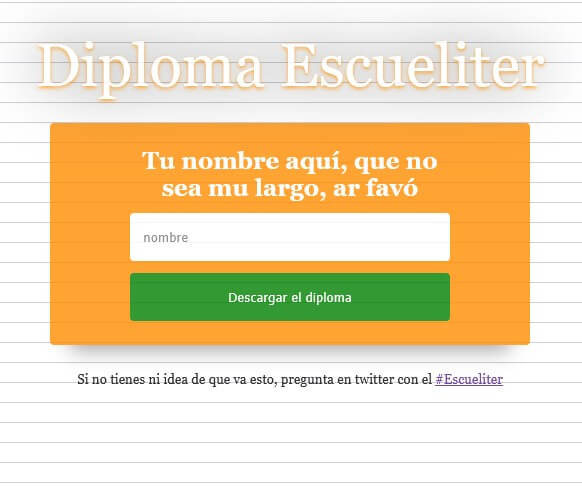 Diploma Escueliter
Tu nombre aquí, que no
sea mu largo, ar favó
nombre
Descargar el diploma
Si no tienes ni idea de que va esto, pregunta en twitter con el #Escueliter